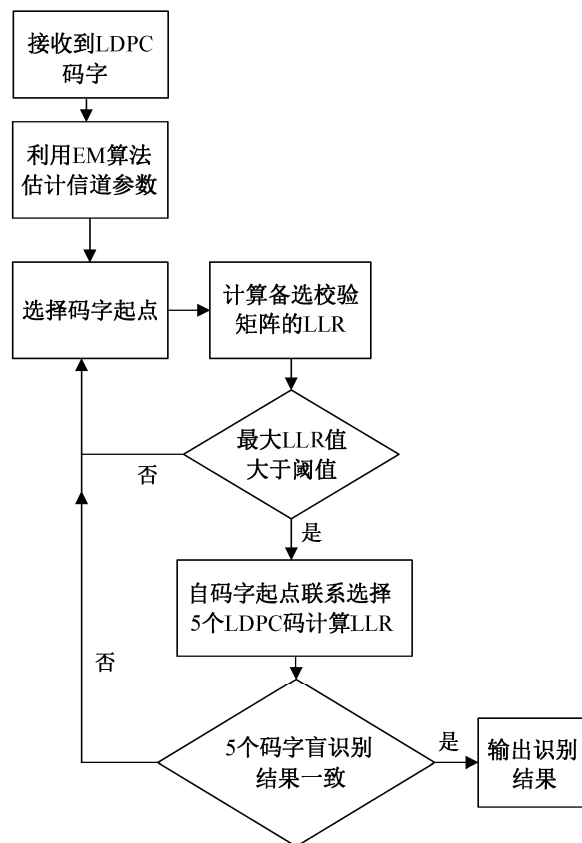 接收到LDPC
码字
利用EM算法
估计信道参数
选择码字起点
计算备选校验
矩阵的LLR
最大LLR值
大于阈值
否
是
自码字起点联系选择
5个LDPC码计算LLR
否
5个码字盲识别
结果一致
是
输出识别
结果